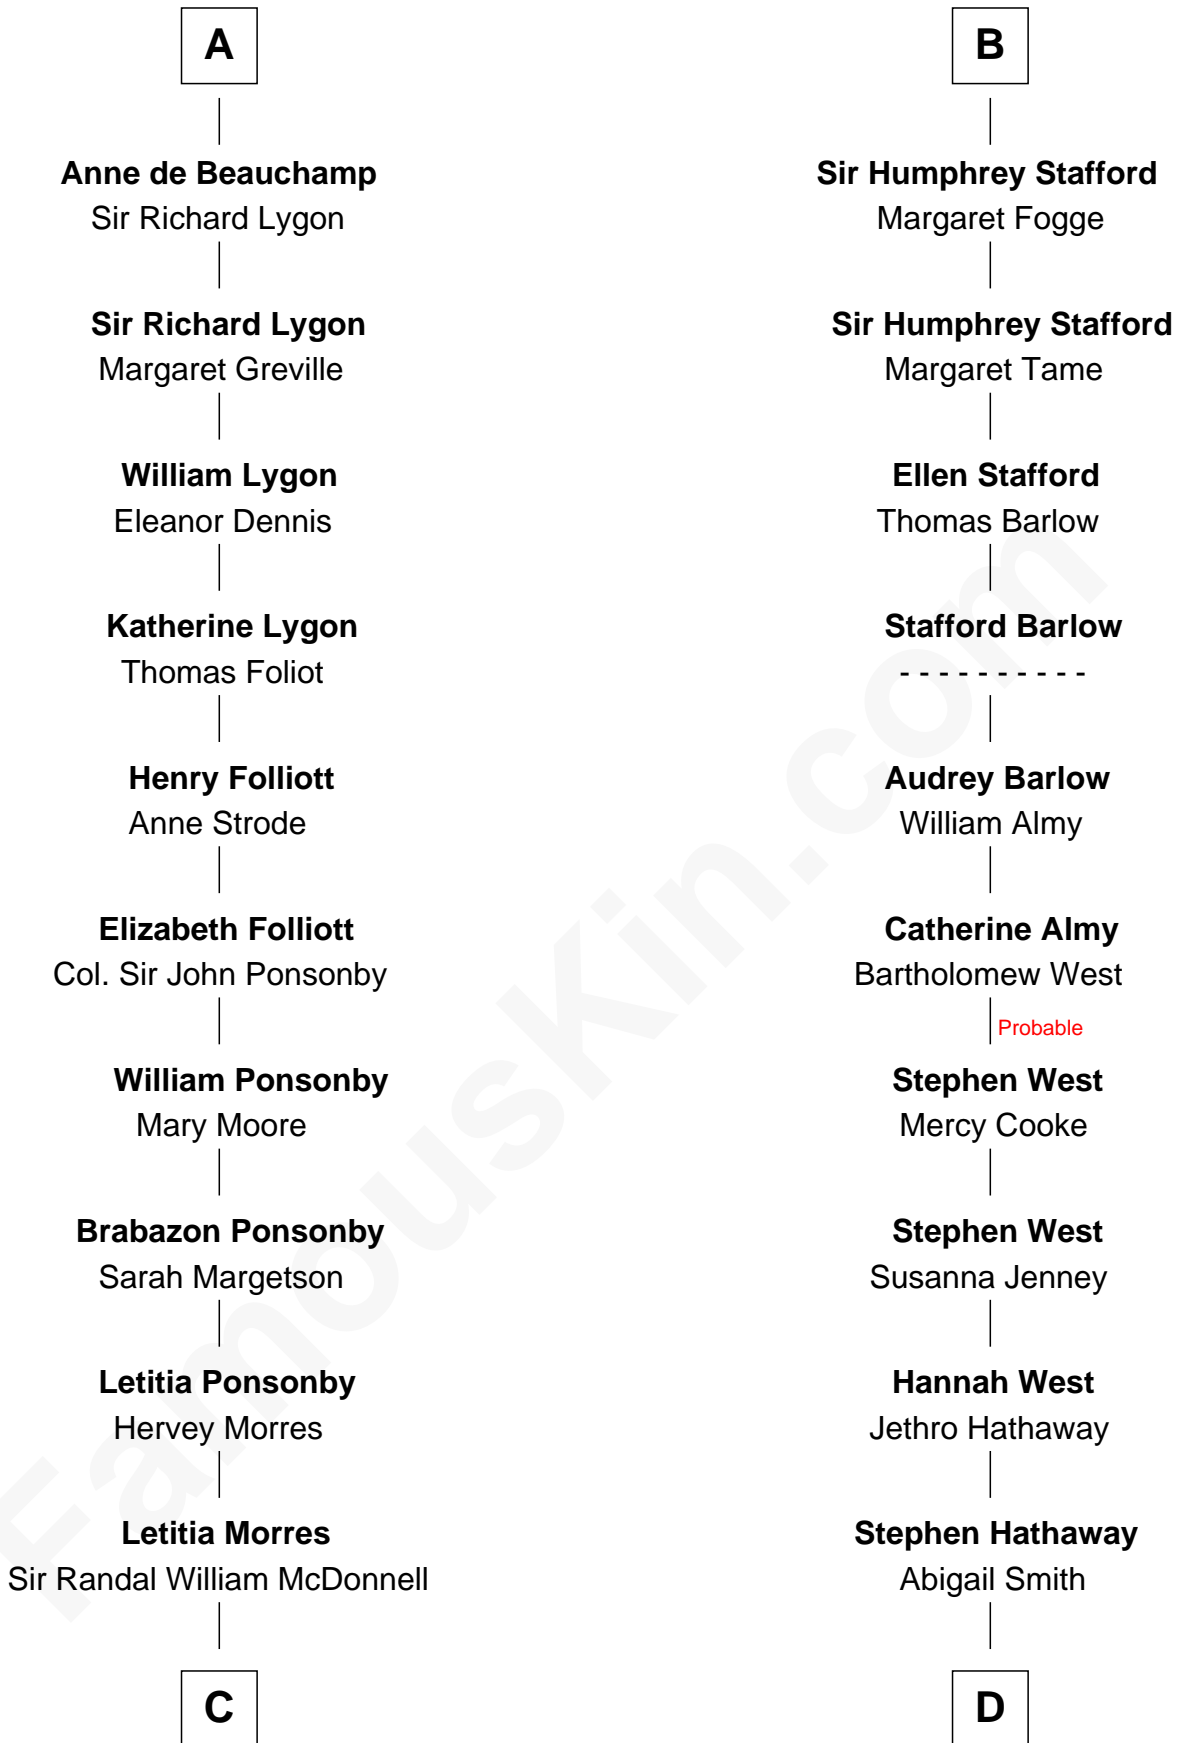 A
Anne de Beauchamp
Sir Richard Lygon
Sir Richard Lygon
Margaret Greville
William Lygon
Eleanor Dennis
Katherine Lygon
Thomas Foliot
Henry Folliott
Anne Strode
Elizabeth Folliott
Col. Sir John Ponsonby
William Ponsonby
Mary Moore
Brabazon Ponsonby
Sarah Margetson
Letitia Ponsonby
Hervey Morres
Letitia Morres
Sir Randal William McDonnell
C
B
Sir Humphrey Stafford
Margaret Fogge
Sir Humphrey Stafford
Margaret Tame
Ellen Stafford
Thomas Barlow
Stafford Barlow
- - - - - - - - - -
Audrey Barlow
William Almy
Catherine Almy
Bartholomew West
Probable
Stephen West
Mercy Cooke
Stephen West
Susanna Jenney
Hannah West
Jethro Hathaway
Stephen Hathaway
Abigail Smith
D
FamousKin.com